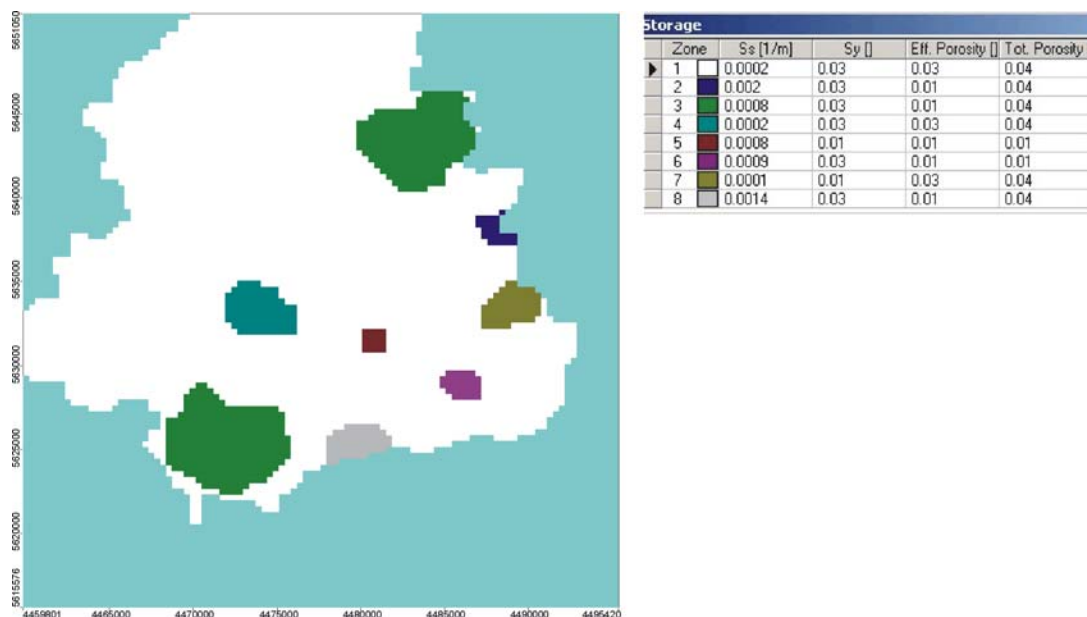 5651050
5645000
5640000
5635000
5630000
5625000
5620000
5615576
4459801 4465000 4470000 4475000 4480000 4485000 4490000 4495420
Storage
Zone Ss [1/m] Sy [] Eff. Porosity [] Tot. Porosity
1 0.0002 0.03 0.03 0.04
2 0.002 0.03 0.01 0.04
3 0.0008 0.03 0.01 0.04
4 0.0002 0.03 0.03 0.04
5 0.0008 0.01 0.01 0.01
6 0.0009 0.03 0.01 0.01
7 0.0001 0.01 0.03 0.04
8 0.0014 0.03 0.01 0.04